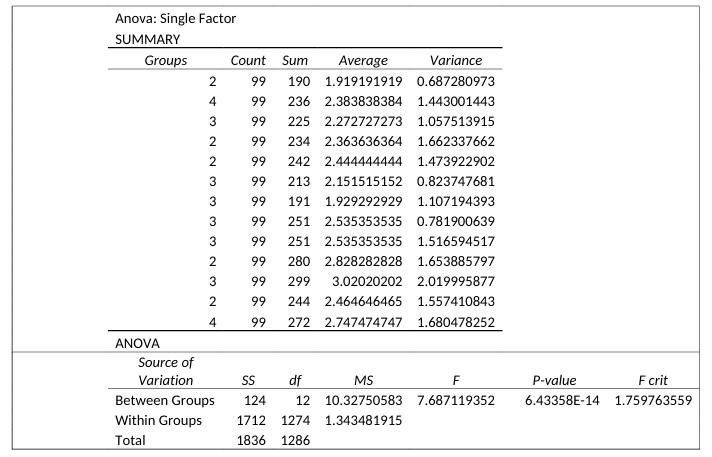 Anova: Single Factor
SUMMARY
Groups Count Sum Average Variance
2 99 190 1.919191919 0.687280973
4 99 236 2.383838384 1.443001443
3 99 225 2.272727273 1.057513915
2 99 234 2.363636364 1.662337662
2 99 242 2.444444444 1.473922902
3 99 213 2.151515152 0.823747681
3 99 191 1.929292929 1.107194393
3 99 251 2.535353535 0.781900639
3 99 251 2.535353535 1.516594517
2 99 280 2.828282828 1.653885797
3 99 299 3.02020202 2.019995877
2 99 244 2.464646465 1.557410843
4 99 272 2.747474747 1.680478252
ANOVA
Source of
Variation SS df MS F P-value F crit
Between Groups 124 12 10.32750583 7.687119352 6.43358E-14 1.759763559
Within Groups 1712 1274 1.343481915
Total 1836 1286